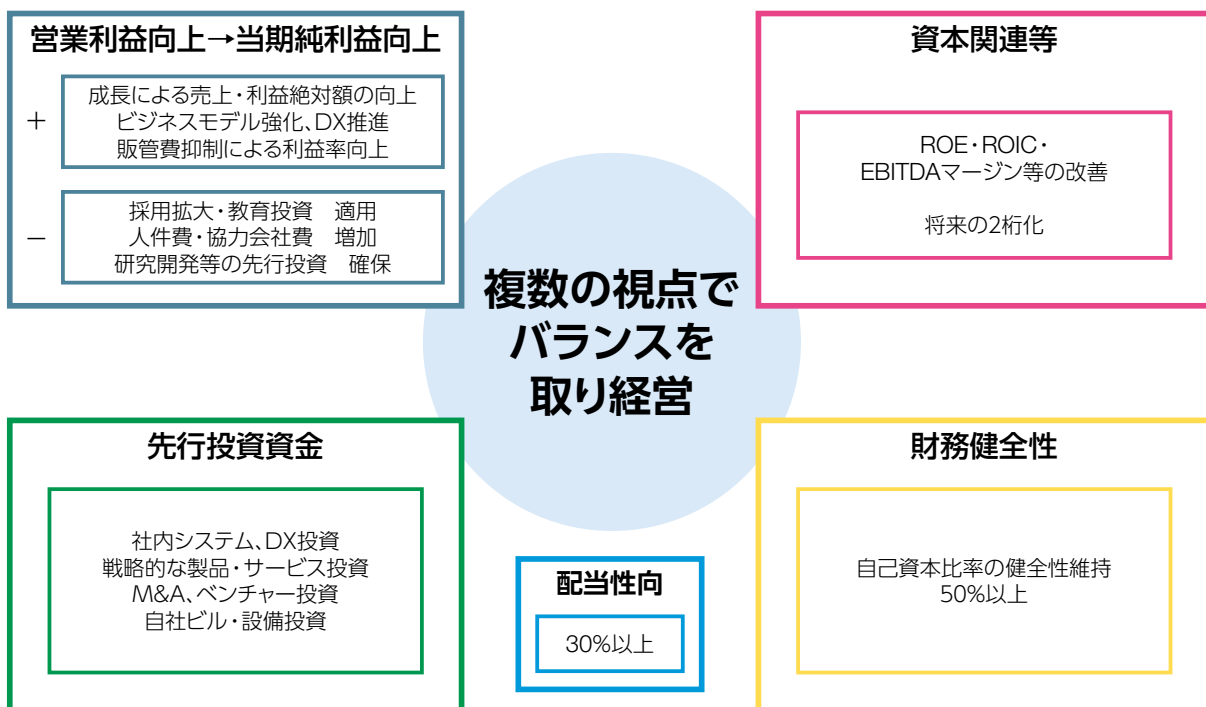 営業利益向上→当期純利益向上
＋
成長による売上・利益絶対額の向上
ビジネスモデル強化、DX推進
販管費抑制による利益率向上
－
採用拡大・教育投資　適用
人件費・協力会社費　増加
研究開発等の先行投資　確保
資本関連等
ROE・ROIC・
EBITDAマージン等の改善
将来の2桁化
複数の視点で
バランスを
取り経営
先行投資資金
社内システム、DX投資
戦略的な製品・サービス投資
M&A、ベンチャー投資
自社ビル・設備投資
配当性向
30%以上
財務健全性
自己資本比率の健全性維持
50%以上